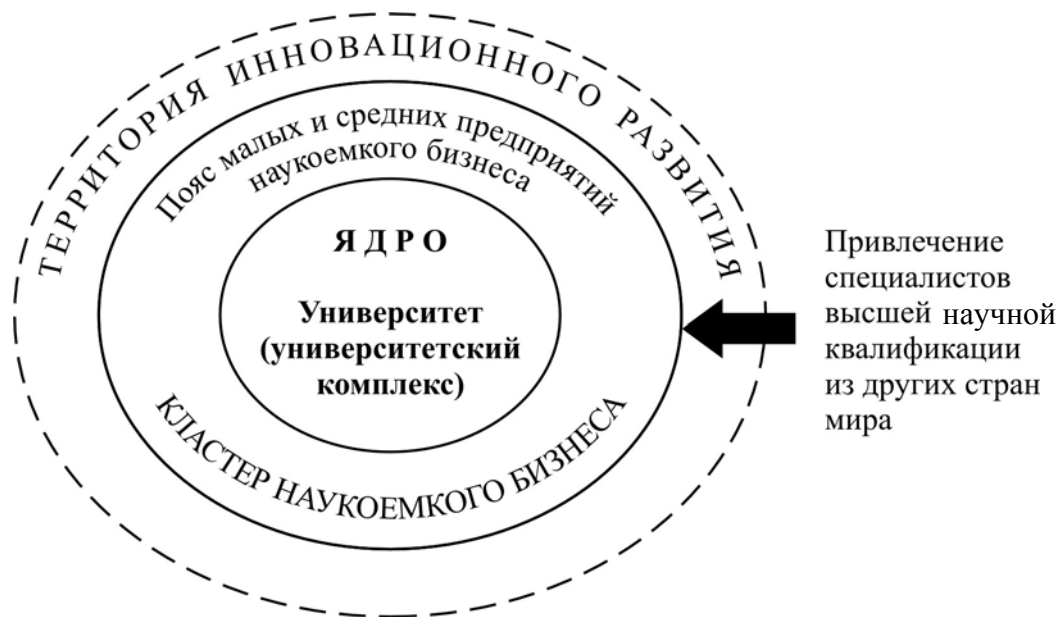 ТЕРРИТОРИЯ ИННОВАЦИОННОГО РАЗВИТИЯ
Пояс малых и средних предприятий
наукоемкого бизнеса
ЯДРО
Университет
(университетский
комплекс)
КЛАСТЕР НАУКОЕМКОГО БИЗНЕСА
Привлечение
специалистов
высшей научной
квалификации
из других стран
мира